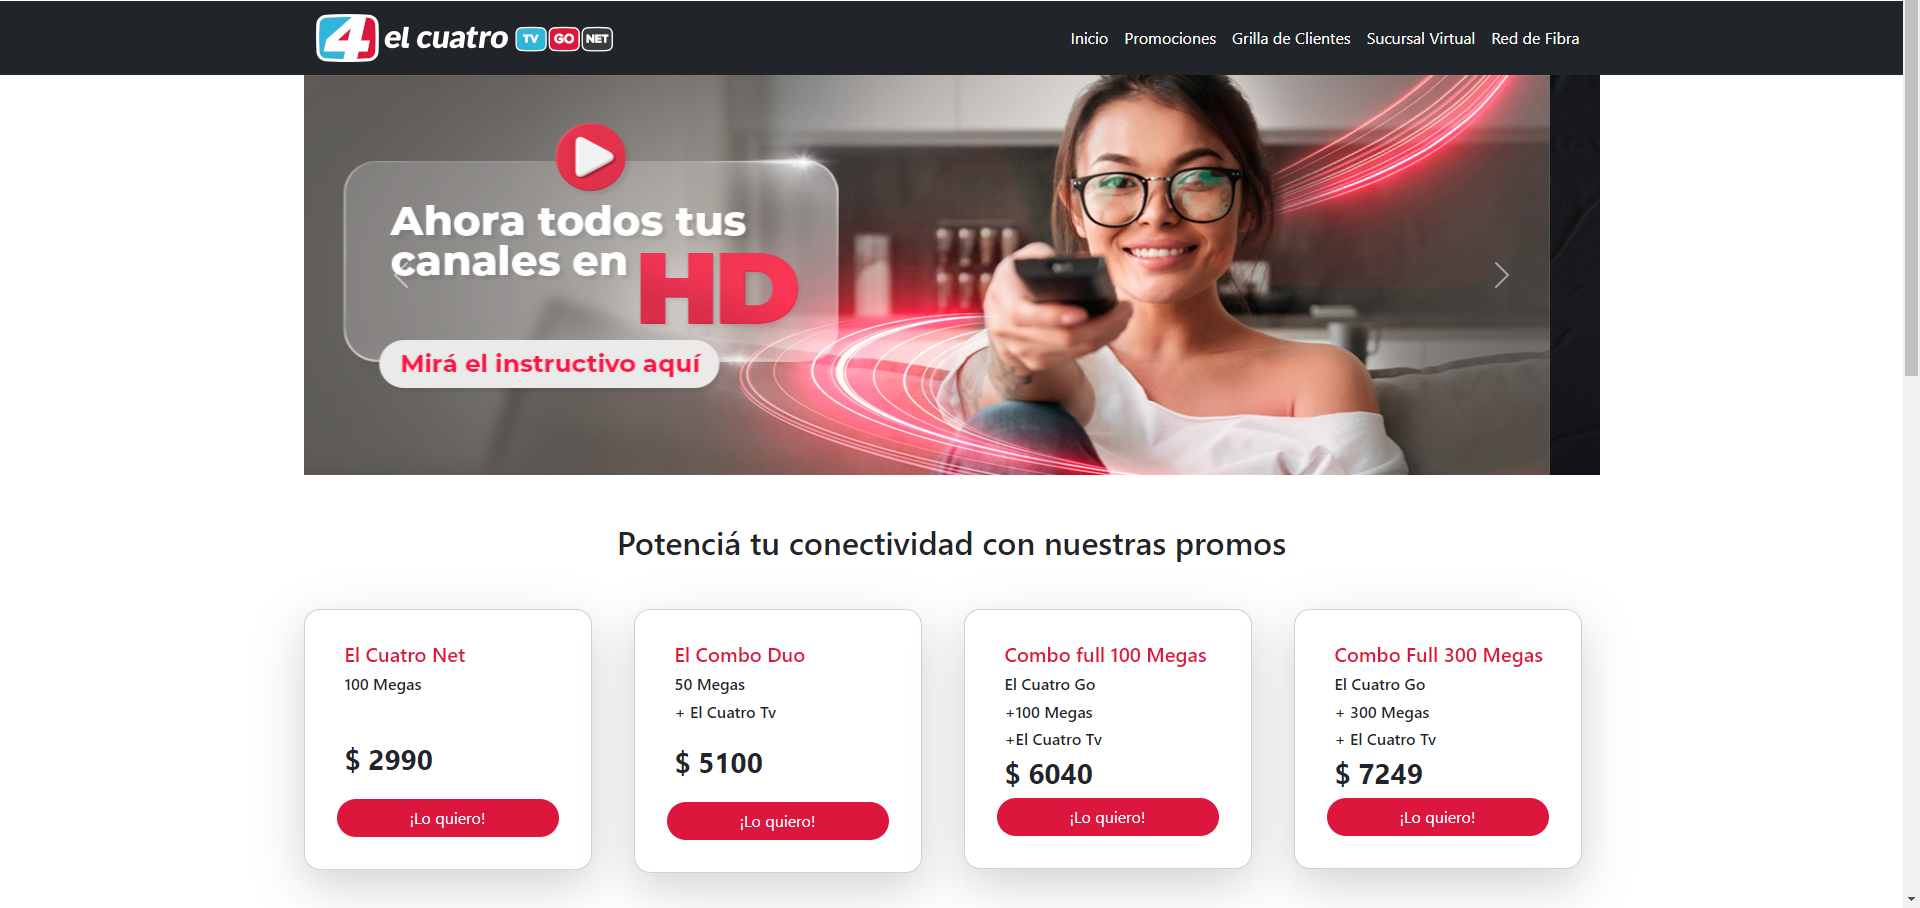 4 el cuatro TV GO NET
Inicio Promociones Grilla de Clientes Sucursal Virtual Red de Fibra
Ahora todos tus
canales en HD
Mirá el instructivo aquí
Potenciá tu conectividad con nuestras promos
El Cuatro Net
100 Megas
$ 2990
¡Lo quiero!
El Combo Duo
50 Megas
+ El Cuatro Tv
$ 5100
¡Lo quiero!
Combo full 100 Megas
El Cuatro Go
+100 Megas
+El Cuatro Tv
$ 6040
¡Lo quiero!
Combo Full 300 Megas
El Cuatro Go
+ 300 Megas
+ El Cuatro Tv
$ 7249
¡Lo quiero!